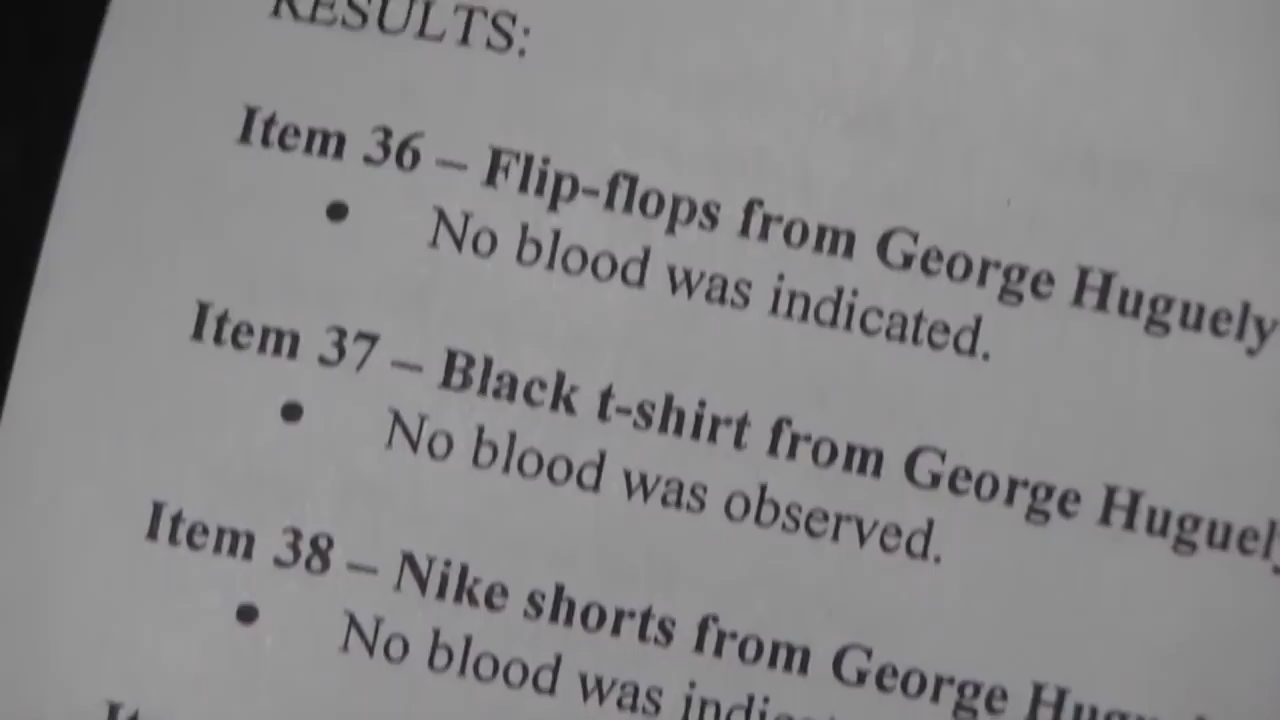 RESULTS:
Item 36 – Flip-flops from George Huguely
• No blood was indicated.
Item 37 – Black t-shirt from George Huguely
• No blood was observed.
Item 38 – Nike shorts from George
• No blood was